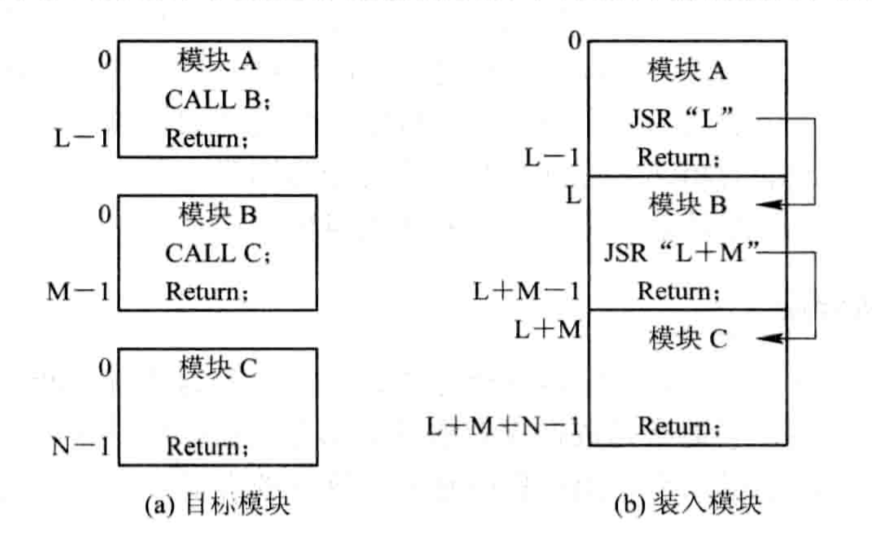 0
模块 A
CALL B;
L-1
Return;
0
模块 B
CALL C;
M-1
Return;
0
模块 C
N-1
Return;
(a) 目标模块
0
模块 A
JSR “L”
L-1
Return;
L
模块 B
JSR “L+M”
L+M-1
Return;
L+M
模块 C
L+M+N-1
Return;
(b) 装入模块